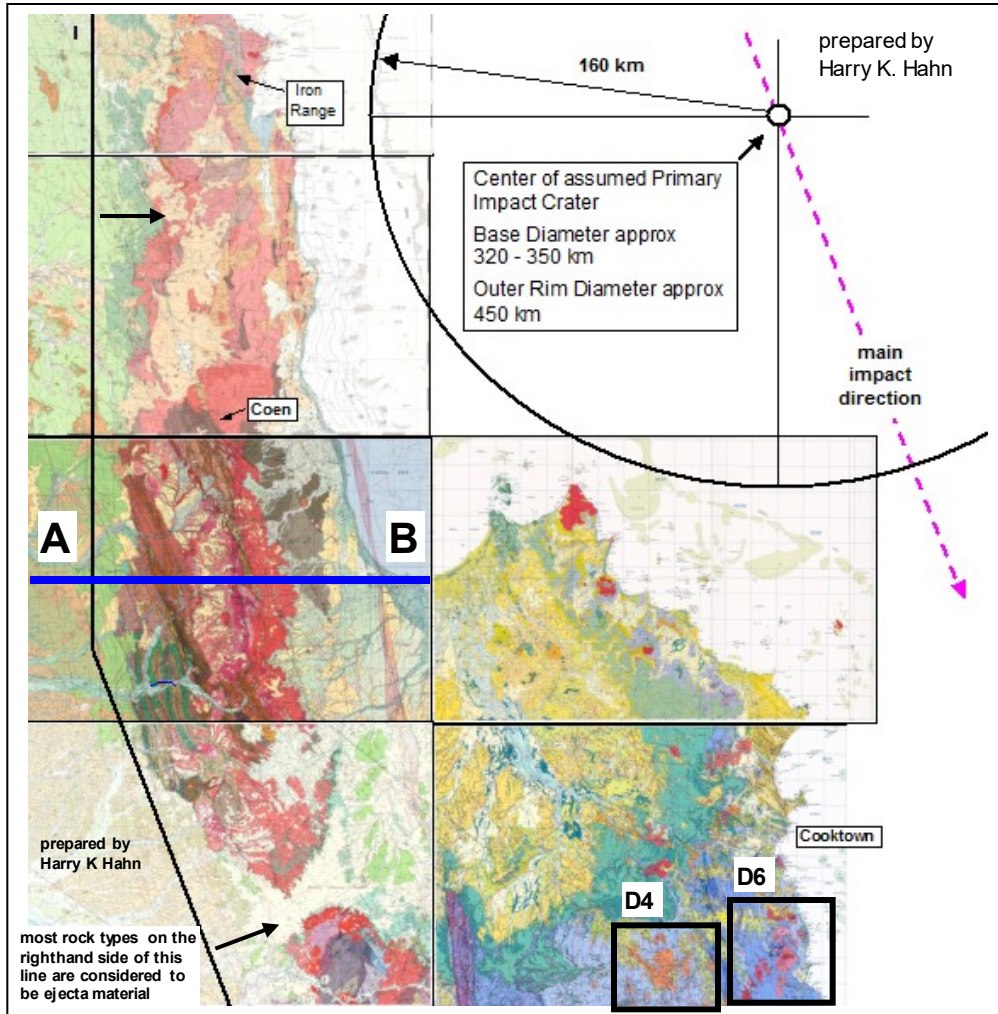 I
Iron
Range
160 km
prepared by
Harry K. Hahn
Center of assumed Primary
Impact Crater
Base Diameter approx
320 - 350 km
Outer Rim Diameter approx
450 km
main
impact
direction
Coen
A
B
Cooktown
prepared by
Harry K Hahn
D4
D6
most rock types on the
righthand side of this
line are considered to
be ejecta material